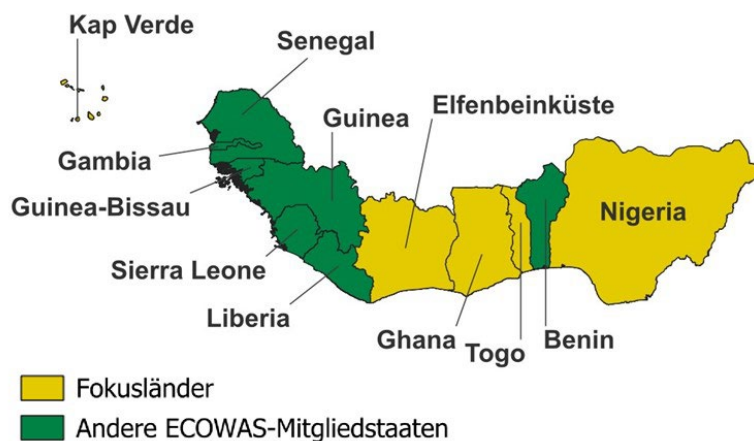 Kap Verde
Senegal
Elfenbeinküste
Guinea
Gambia
Guinea-Bissau
Nigeria
Sierra Leone
Liberia
Ghana
Togo
Benin
Fokusländer
Andere ECOWAS-Mitgliedstaaten